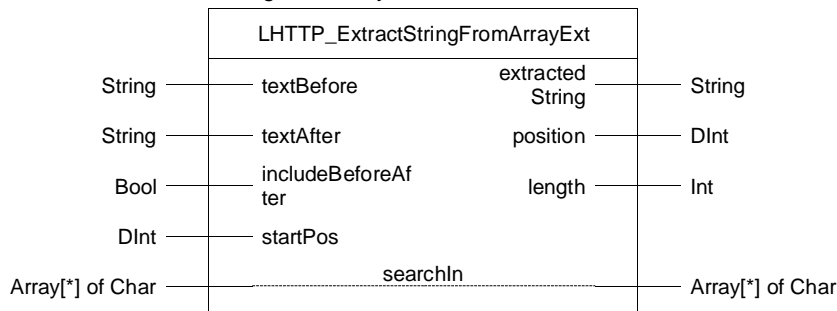 LHTTP_ExtractStringFromArrayExt
String textBefore extracted String String
String textAfter position DInt
Bool includeBeforeAf ter length Int
DInt startPos
Array[*] of Char searchIn Array[*] of Char